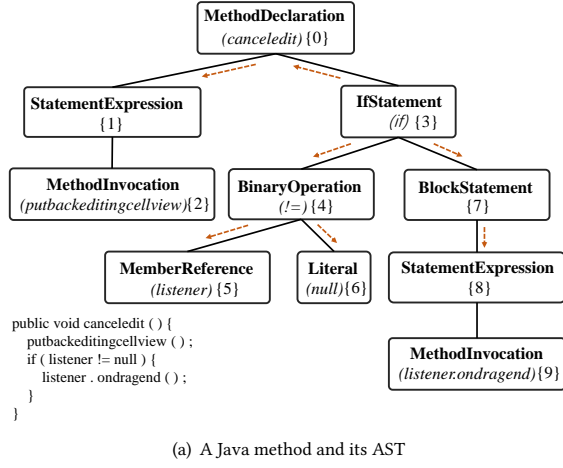 MethodDeclaration
(canceledit) {0}
StatementExpression
{1}
IfStatement
(if) {3}
MethodInvocation
(putbackeditingcellview){2}
BinaryOperation
(!=) {4}
BlockStatement
{7}
MemberReference
(listener) {5}
Literal
(null){6}
StatementExpression
{8}
MethodInvocation
(listener.ondragend){9}
public void canceledit ( ) {
putbackeditingcellview ( ) ;
if ( listener != null ) {
listener . ondragend ( ) ;
}
}
(a) A Java method and its AST